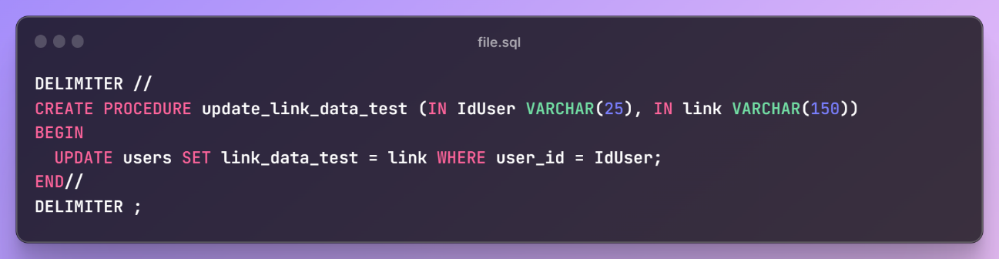 file.sql
DELIMITER //
CREATE PROCEDURE update_link_data_test (IN IdUser VARCHAR(25), IN link VARCHAR(150))
BEGIN
  UPDATE users SET link_data_test = link WHERE user_id = IdUser;
END//
DELIMITER ;